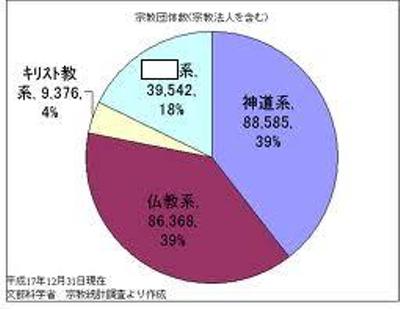 宗教団体数(宗教法人を含む)
キリスト教
系, 9,376,
4%
系,
39,542,
18%
神道系,
88,585,
39%
仏教系,
86,368,
39%
平成17年12月31日現在
文部科学省 宗教統計調査より作成